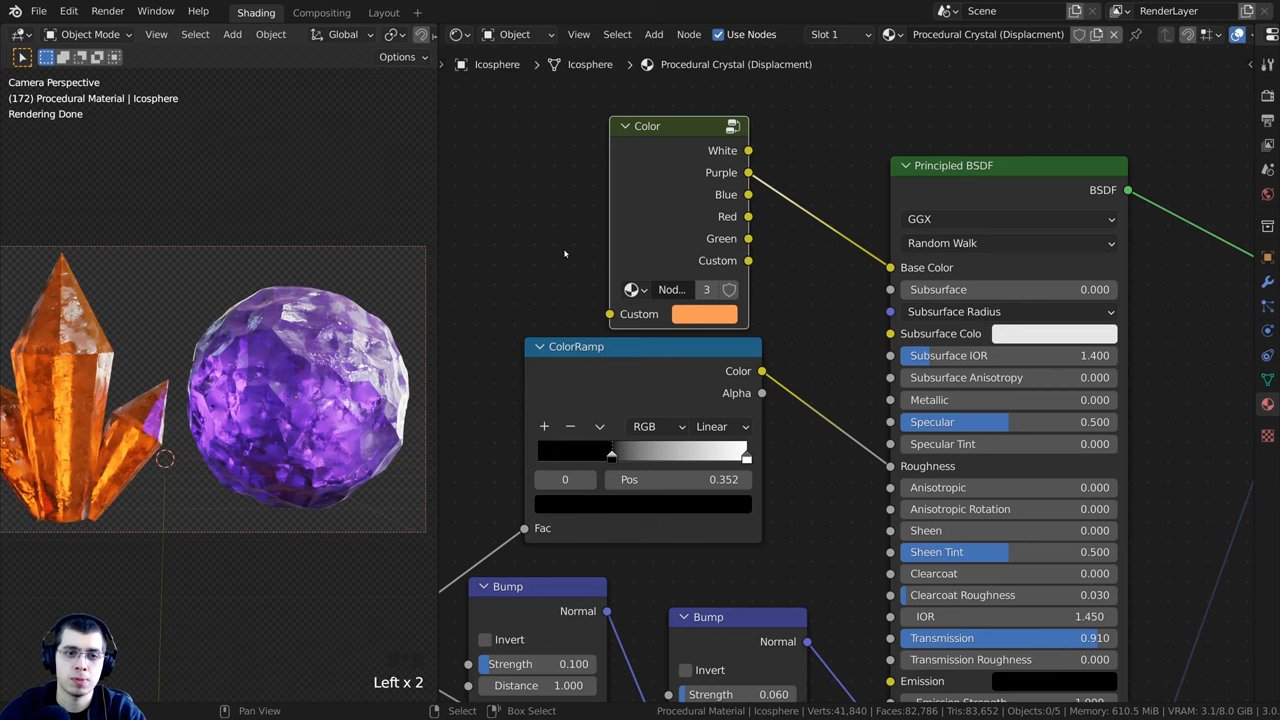 File Edit Render Window Help Shading Compositing Layout + Scene RenderLayer
Object Mode View Select Add Object Global Object View Select Add Node Use Nodes Slot 1 Procedural Crystal (Displacment)
Options Icosphere Icosphere Procedural Crystal (Displacment)
Camera Perspective
(172) Procedural Material | Icosphere
Rendering Done
Color
White
Purple
Blue
Red
Green
Custom
Nod... 3
Custom
ColorRamp
Color
Alpha
+ − RGB Linear
0 Pos 0.352
Fac
Bump
Normal
Invert
Strength 0.100
Distance 1.000
Bump
Normal
Invert
Strength 0.060
Principled BSDF
BSDF
GGX
Random Walk
Base Color
Subsurface 0.000
Subsurface Radius
Subsurface Colo
Subsurface IOR 1.400
Subsurface Anisotropy 0.000
Metallic 0.000
Specular 0.500
Specular Tint 0.000
Roughness
Anisotropic 0.000
Anisotropic Rotation 0.000
Sheen 0.000
Sheen Tint 0.500
Clearcoat 0.000
Clearcoat Roughness 0.030
IOR 1.450
Transmission 0.910
Transmission Roughness 0.000
Emission
Left x 2
Pan View Select Box Select Procedural Material | Icosphere | Verts:41,840 | Faces:82,786 | Tris:83,652 | Objects:0/5 | Memory: 610.5 MiB | VRAM: 3.1/8.0 GiB | 3.0